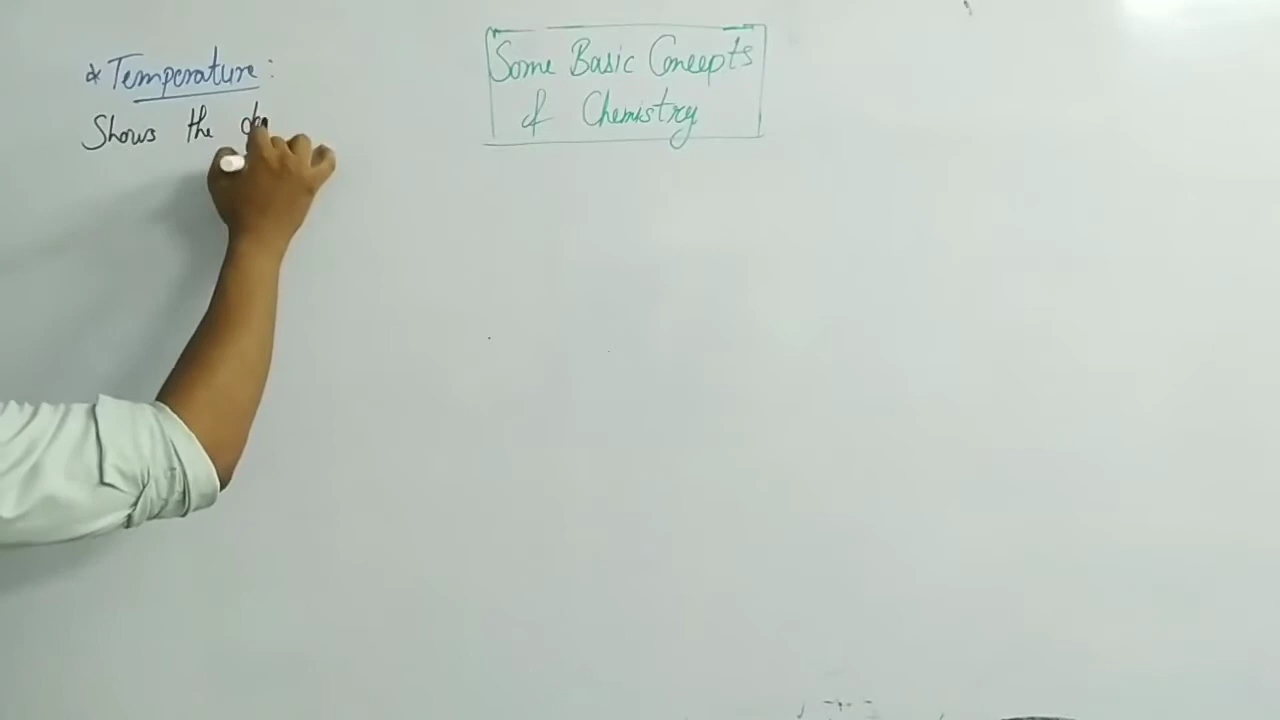 Some Basic Concepts
of Chemistry
* Temperature:
Shows the